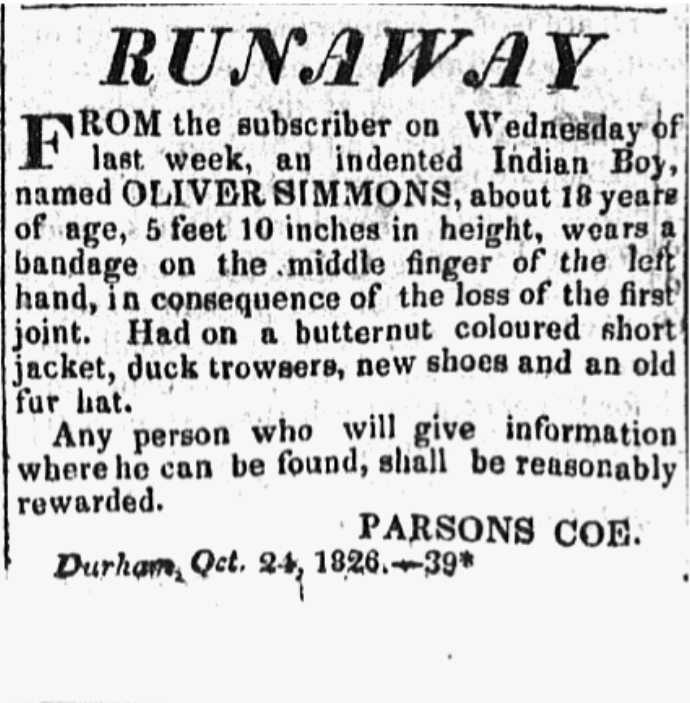 RUNAWAY
FROM the subscriber on Wednesday of
last week, an indented Indian Boy,
named OLIVER SIMMONS, about 18 years
of age, 5 feet 10 inches in height, wears a
bandage on the middle finger of the left
hand, in consequence of the loss of the first
joint. Had on a butternut coloured short
jacket, duck trowsers, new shoes and an old
fur hat.
Any person who will give information
where he can be found, shall be reasonably
rewarded.
PARSONS COE.
Durham, Oct. 24, 1826.—39*